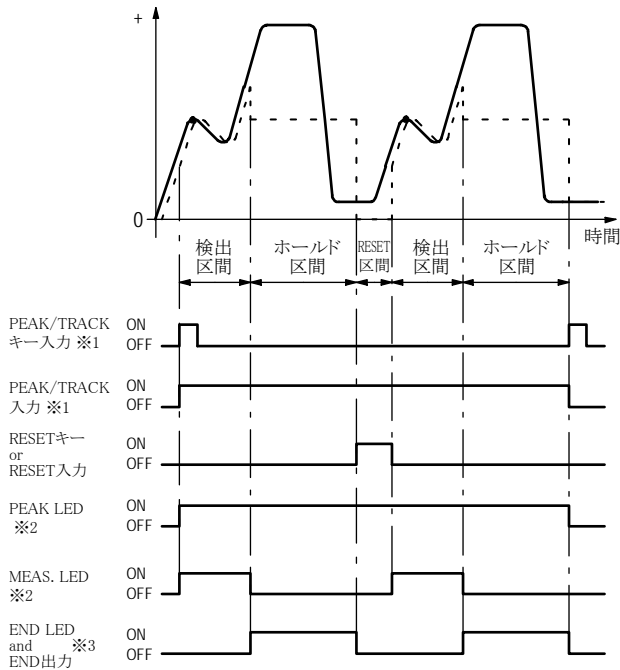 +
0
時間
検出
区間
ホールド
区間
RESET
区間
検出
区間
ホールド
区間
PEAK/TRACK
キー入力 ※1
ON
OFF
PEAK/TRACK
入力 ※1
ON
OFF
RESETキー
or
RESET入力
ON
OFF
PEAK LED
※2
ON
OFF
MEAS. LED
※2
ON
OFF
END LED
and ※3
END出力
ON
OFF